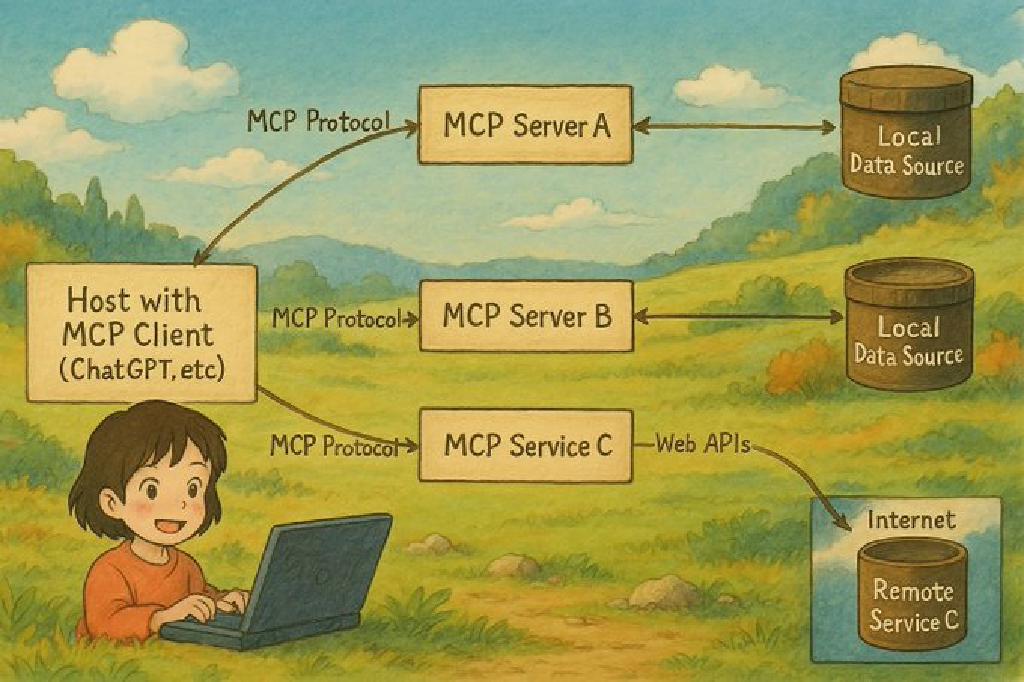 MCP Protocol
MCP Server A
Local
Data Source
Host with
MCP Client
(ChatGPT, etc)
MCP Protocol
MCP Server B
Local
Data Source
MCP Protocol
MCP Service C
Web APIs
Internet
Remote
Service C